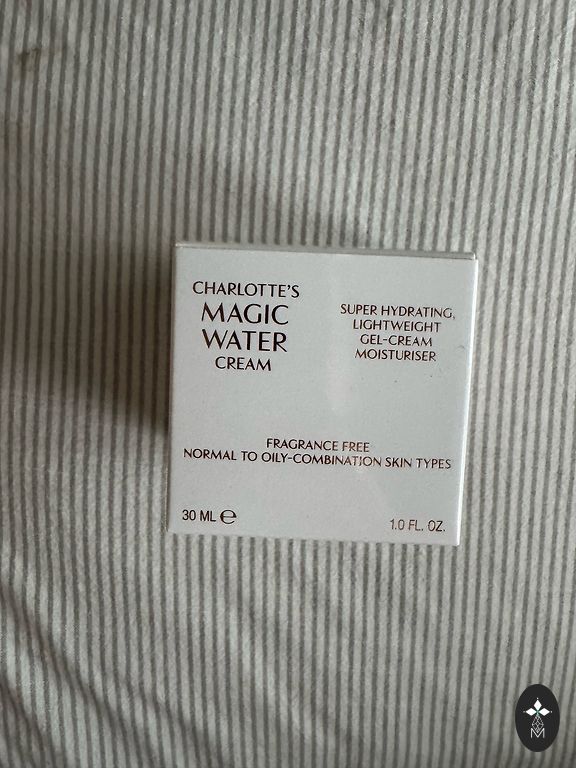 CHARLOTTE'S
MAGIC
WATER
CREAM
SUPER HYDRATING,
LIGHTWEIGHT
GEL-CREAM
MOISTURISER
FRAGRANCE FREE
NORMAL TO OILY-COMBINATION SKIN TYPES
30 ML ℮
1.0 FL. OZ.
M